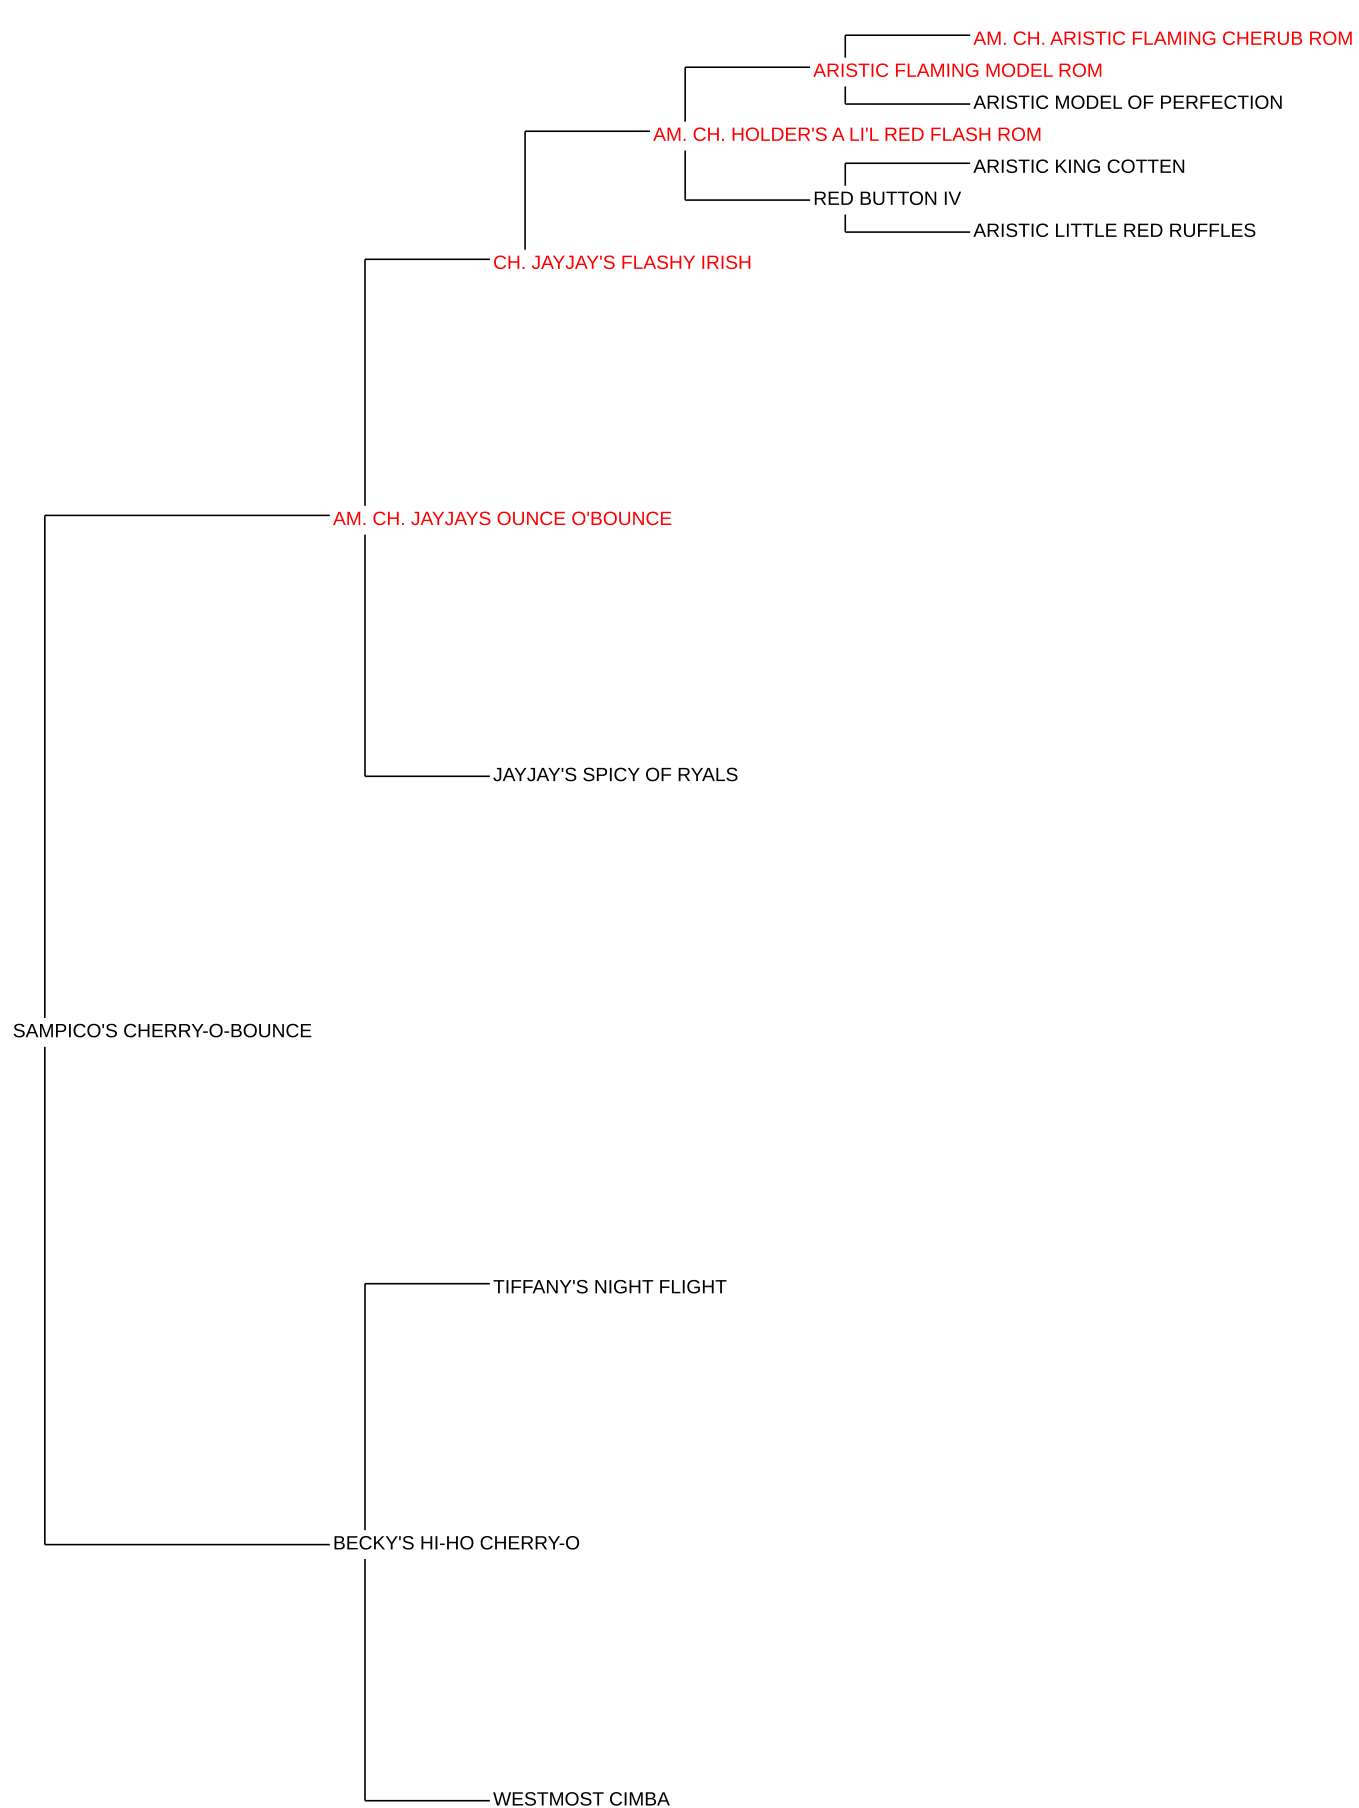 AM. CH. ARISTIC FLAMING CHERUB ROM
ARISTIC FLAMING MODEL ROM
ARISTIC MODEL OF PERFECTION
AM. CH. HOLDER'S A LI'L RED FLASH ROM
ARISTIC KING COTTEN
RED BUTTON IV
ARISTIC LITTLE RED RUFFLES
CH. JAYJAY'S FLASHY IRISH
AM. CH. JAYJAYS OUNCE O'BOUNCE
JAYJAY'S SPICY OF RYALS
SAMPICO'S CHERRY-O-BOUNCE
TIFFANY'S NIGHT FLIGHT
BECKY'S HI-HO CHERRY-O
WESTMOST CIMBA